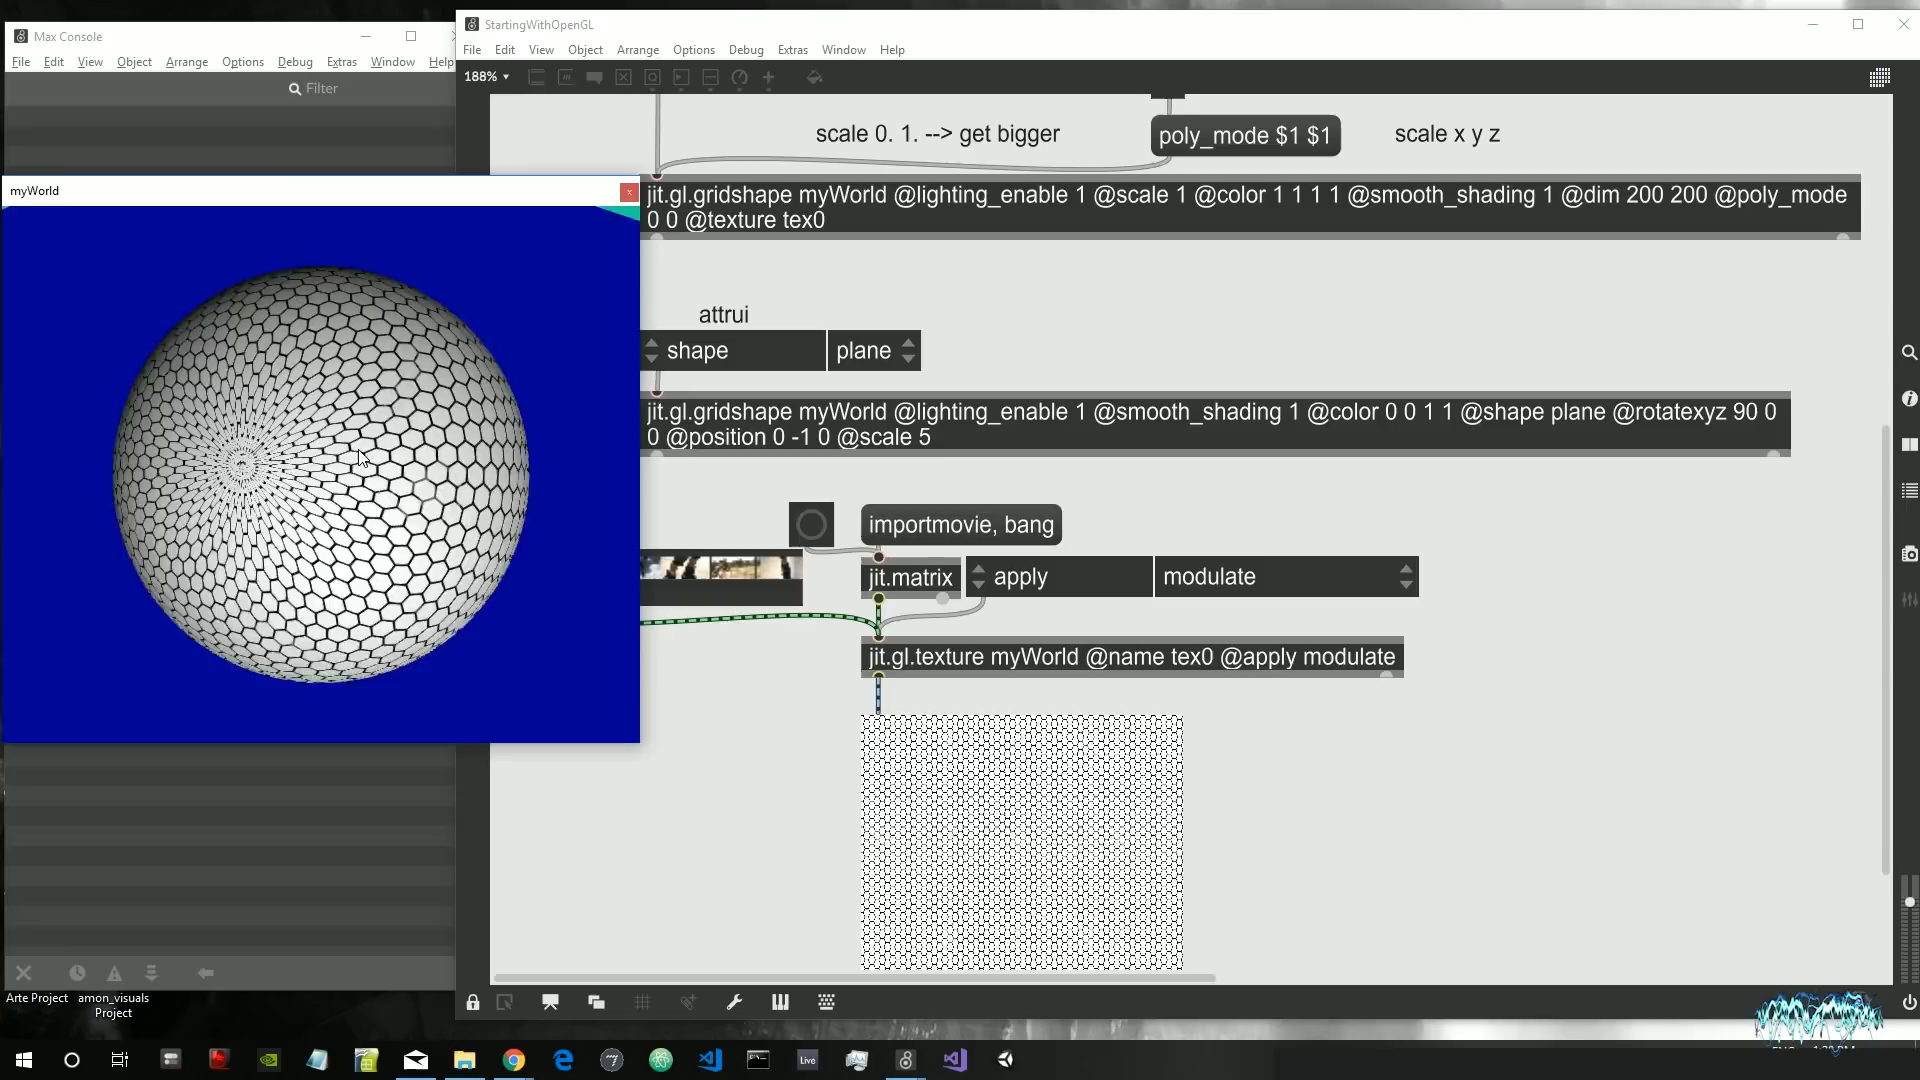 Max Console
File Edit View Object Arrange Options Debug Extras Window Help
Filter
StartingWithOpenGL
File Edit View Object Arrange Options Debug Extras Window Help
188%
scale 0. 1. --> get bigger
poly_mode $1 $1
scale x y z
myWorld
jit.gl.gridshape myWorld @lighting_enable 1 @scale 1 @color 1 1 1 1 @smooth_shading 1 @dim 200 200 @poly_mode
0 0 @texture tex0
attrui
shape
plane
jit.gl.gridshape myWorld @lighting_enable 1 @smooth_shading 1 @color 0 0 1 1 @shape plane @rotatexyz 90 0
0 @position 0 -1 0 @scale 5
importmovie, bang
jit.matrix
apply
modulate
jit.gl.texture myWorld @name tex0 @apply modulate
Arte Project
amon_visuals
Project
Live